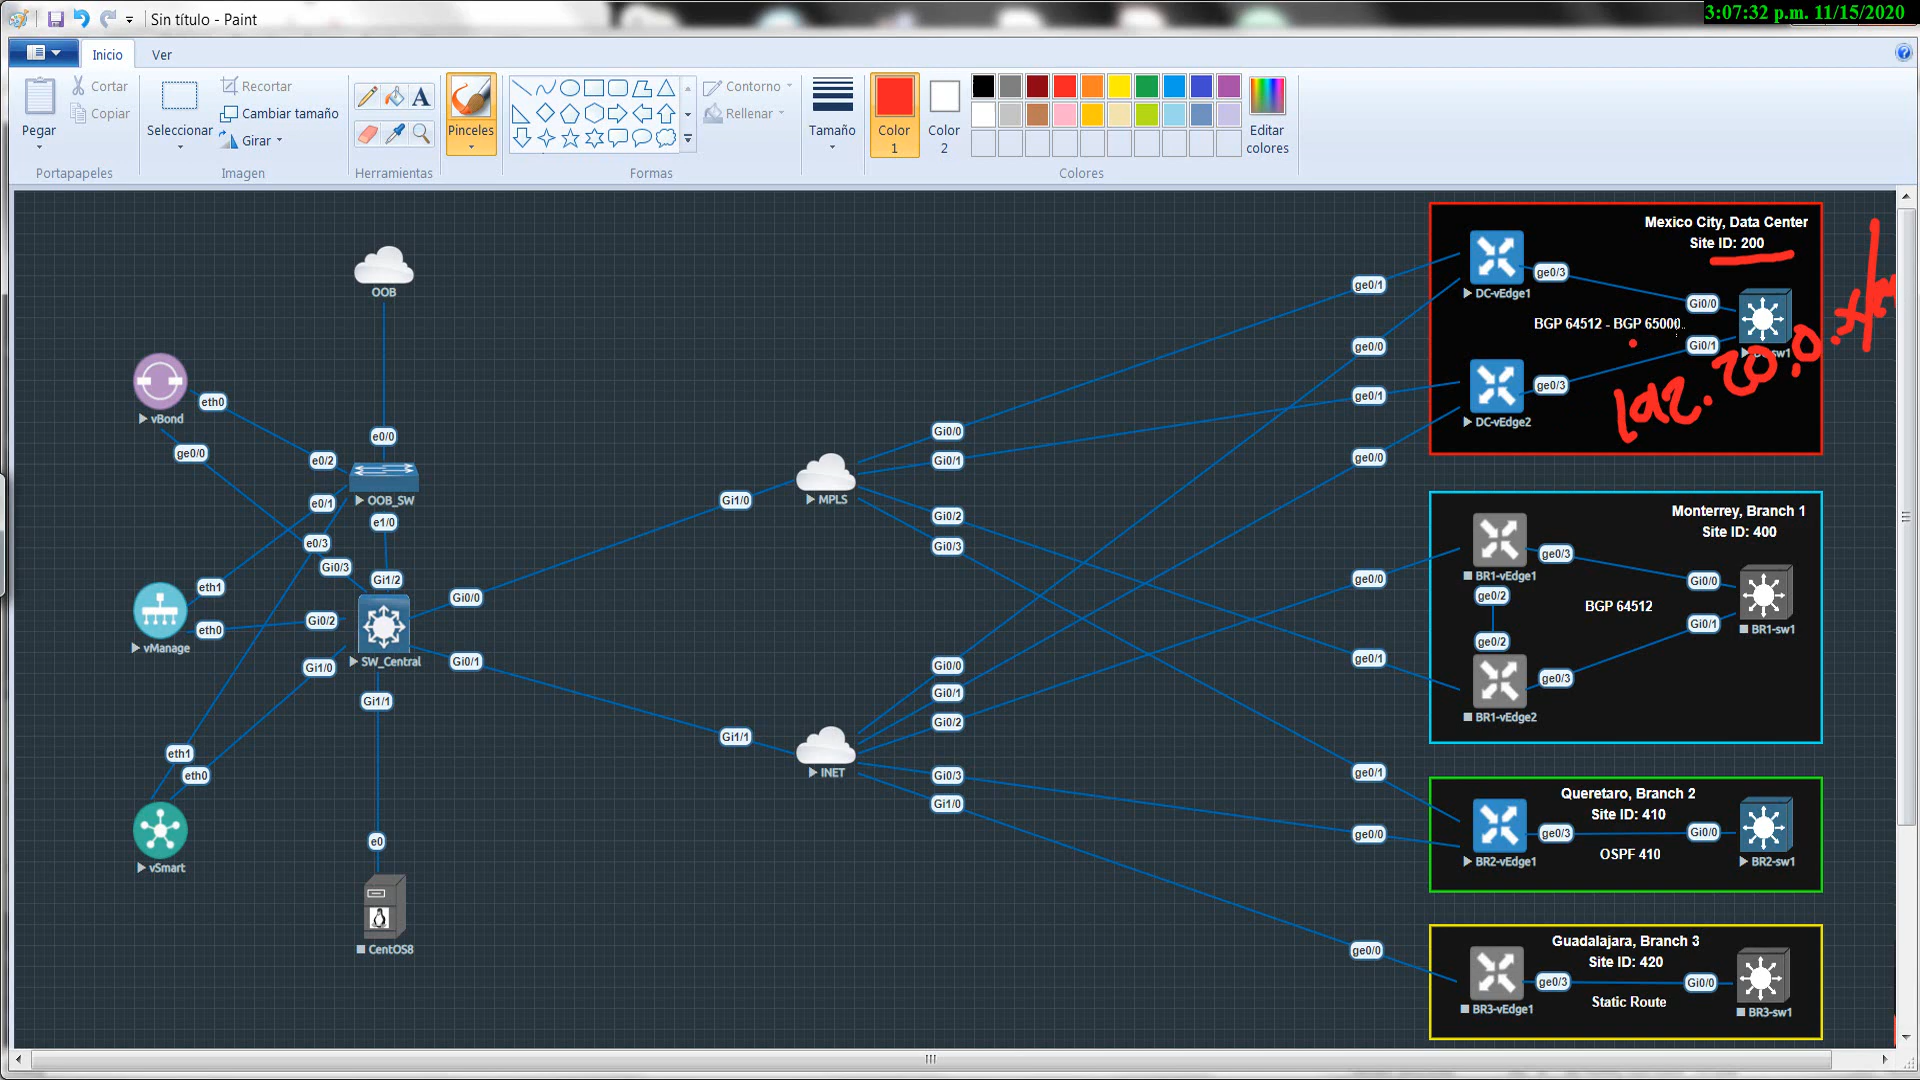 Sin título - Paint
3:07:32 p.m. 11/15/2020
Inicio
Ver
Pegar
Cortar
Copiar
Portapapeles
Seleccionar
Recortar
Cambiar tamaño
Girar
Imagen
A
Herramientas
Pinceles
Formas
Contorno
Rellenar
Tamaño
Color 1
Color 2
Editar colores
Colores
OOB
e0/0
vBond
eth0
ge0/0
e0/2
OOB_SW
e0/1
e1/0
e0/3
Gi0/3
Gi1/2
vManage
eth1
eth0
Gi0/2
SW_Central
Gi0/0
Gi0/1
Gi1/0
Gi1/1
vSmart
eth1
eth0
e0
CentOS8
Gi1/0
MPLS
Gi0/0
Gi0/1
Gi0/2
Gi0/3
Gi1/1
INET
Gi0/0
Gi0/1
Gi0/2
Gi0/3
Gi1/0
ge0/1
ge0/0
ge0/1
ge0/0
ge0/0
ge0/1
ge0/1
ge0/0
ge0/0
Mexico City, Data Center
Site ID: 200
DC-vEdge1
ge0/3
Gi0/0
BGP 64512 - BGP 65000
Gi0/1
sw1
DC-vEdge2
ge0/3
192.20.0.x/
Monterrey, Branch 1
Site ID: 400
BR1-vEdge1
ge0/3
Gi0/0
ge0/2
BGP 64512
Gi0/1
BR1-sw1
ge0/2
ge0/3
BR1-vEdge2
Queretaro, Branch 2
Site ID: 410
BR2-vEdge1
ge0/3
Gi0/0
OSPF 410
BR2-sw1
Guadalajara, Branch 3
Site ID: 420
BR3-vEdge1
ge0/3
Gi0/0
Static Route
BR3-sw1